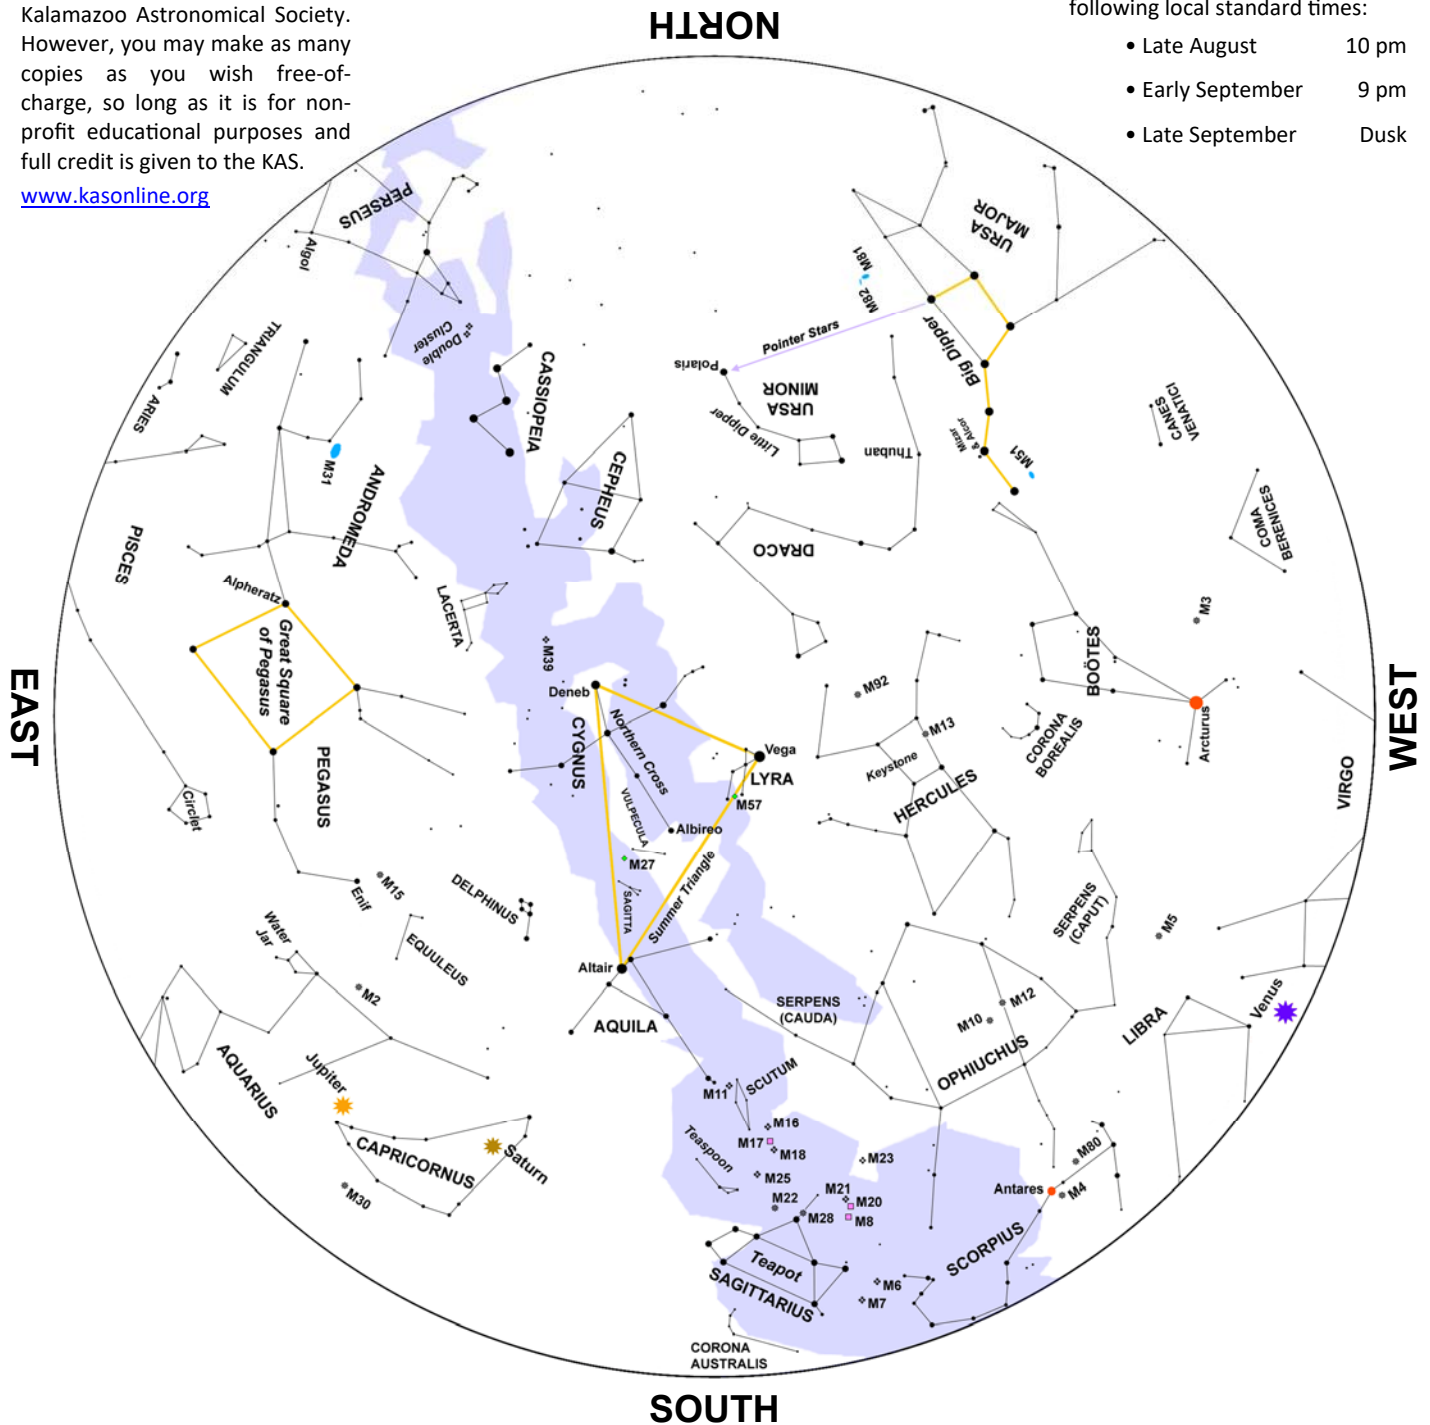 Kalamazoo Astronomical Society.
However, you may make as many
copies as you wish free-of-
charge, so long as it is for non-
profit educational purposes and
full credit is given to the KAS.
www.kasonline.org
following local standard times:
• Late August 10 pm
• Early September 9 pm
• Late September Dusk
NORTH
PERSEUS
Algol
Double
Cluster
TRIANGULUM
ARIES
CASSIOPEIA
M31
ANDROMEDA
CEPHEUS
PISCES
Alpheratz
Great Square
of Pegasus
LACERTA
M39
URSA
MAJOR
M81
M82
Big Dipper
Pointer Stars
Polaris
URSA
MINOR
Little Dipper
Thuban
Mizar
& Alcor
M51
CANES
VENATICI
COMA
BERENICES
DRACO
M3
BOÖTES
Arcturus
M92
M13
Keystone
HERCULES
CORONA
BOREALIS
EAST
WEST
VIRGO
Deneb
CYGNUS
Northern Cross
Vega
LYRA
M57
VULPECULA
Albireo
M27
SAGITTA
Summer Triangle
PEGASUS
Circlet
Enif
M15
DELPHINUS
Water
Jar
EQUULEUS
M2
Altair
AQUILA
SERPENS
(CAUDA)
SERPENS
(CAPUT)
M5
M12
M10
OPHIUCHUS
LIBRA
Venus
AQUARIUS
Jupiter
CAPRICORNUS
Saturn
M30
M11
SCUTUM
M16
M17
M18
Teaspoon
M25
M23
M22
M21
M20
M28
M8
Antares
M80
M4
SCORPIUS
Teapot
SAGITTARIUS
M6
M7
CORONA
AUSTRALIS
SOUTH